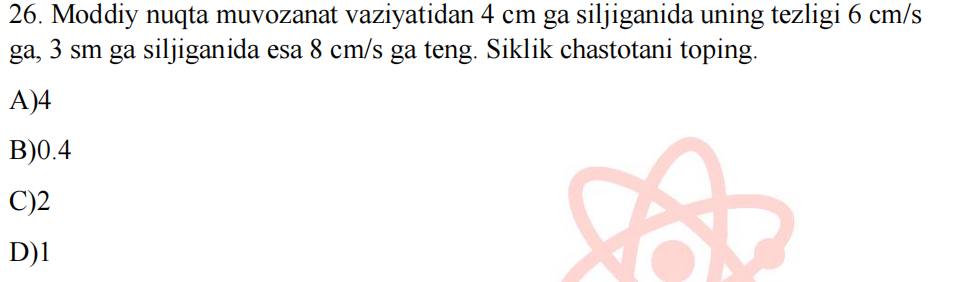 26. Moddiy nuqta muvozanat vaziyatidan 4 cm ga siljiganida uning tezligi 6 cm/s
ga, 3 sm ga siljiganida esa 8 cm/s ga teng. Siklik chastotani toping.
A)4
B)0.4
C)2
D)1